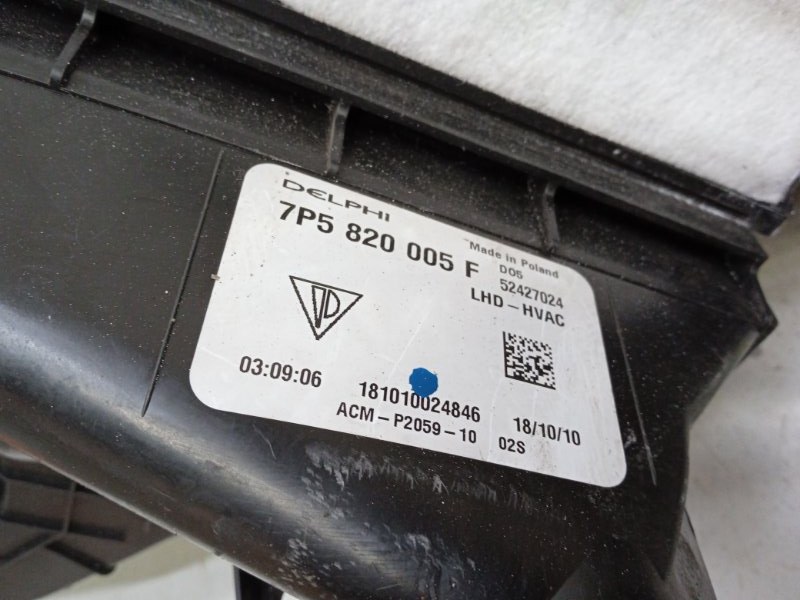 DELPHI
7P5 820 005 F
Made in Poland
D05
52427024
LHD-HVAC
03:09:06
181010024846
18/10/10
ACM-P2059-10
02S